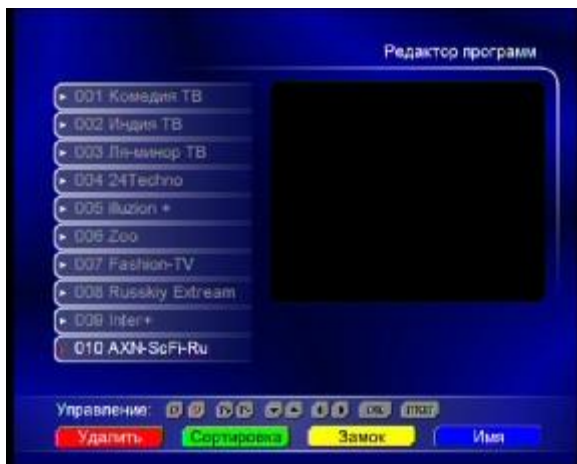 Редактор программ
001 Комедия ТВ
002 Индия ТВ
003 Ля-минор ТВ
004 24Techno
005 illuzion +
006 Zoo
007 Fashion-TV
008 Russkiy Extream
009 Inter+
010 AXN-SciFi-Ru
Управление:
Удалить Сортировка Замок Имя